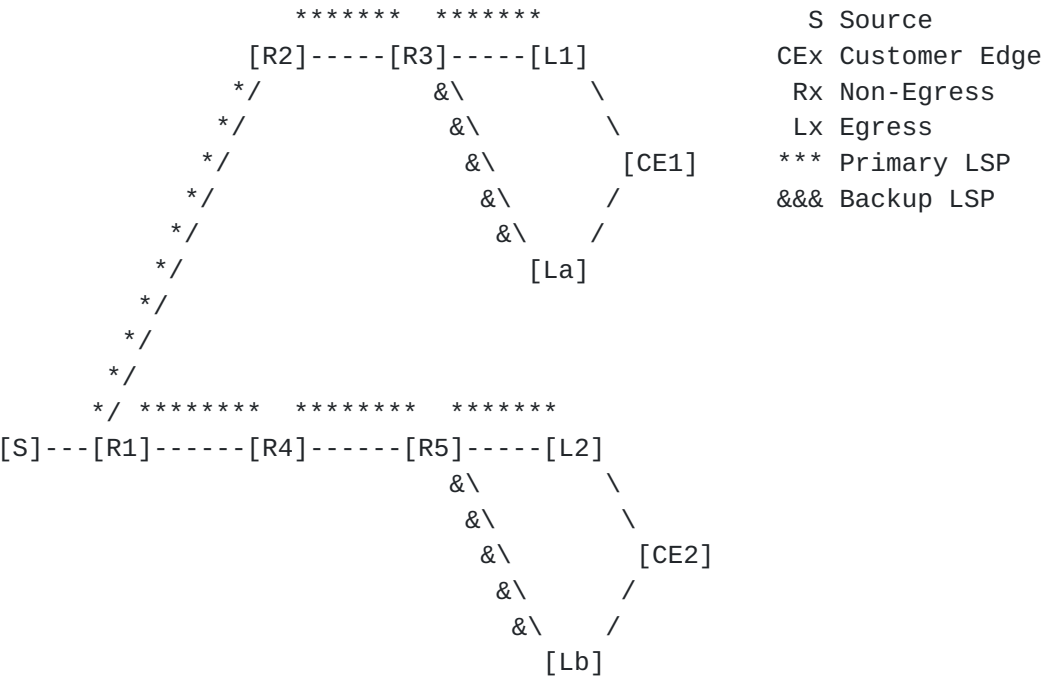 *******  *******                 S Source
                [R2]-----[R3]-----[L1]            CEx Customer Edge
               */           &\         \           Rx Non-Egress
              */             &\         \          Lx Egress
             */               &\        [CE1]     *** Primary LSP
            */                 &\       /         &&& Backup LSP
           */                   &\     /
          */                     [La]
         */
        */
       */
      */ ********  ********  *******
[S]---[R1]------[R4]------[R5]-----[L2]
                             &\         \
                              &\         \
                               &\         [CE2]
                                &\       /
                                 &\     /
                                   [Lb]